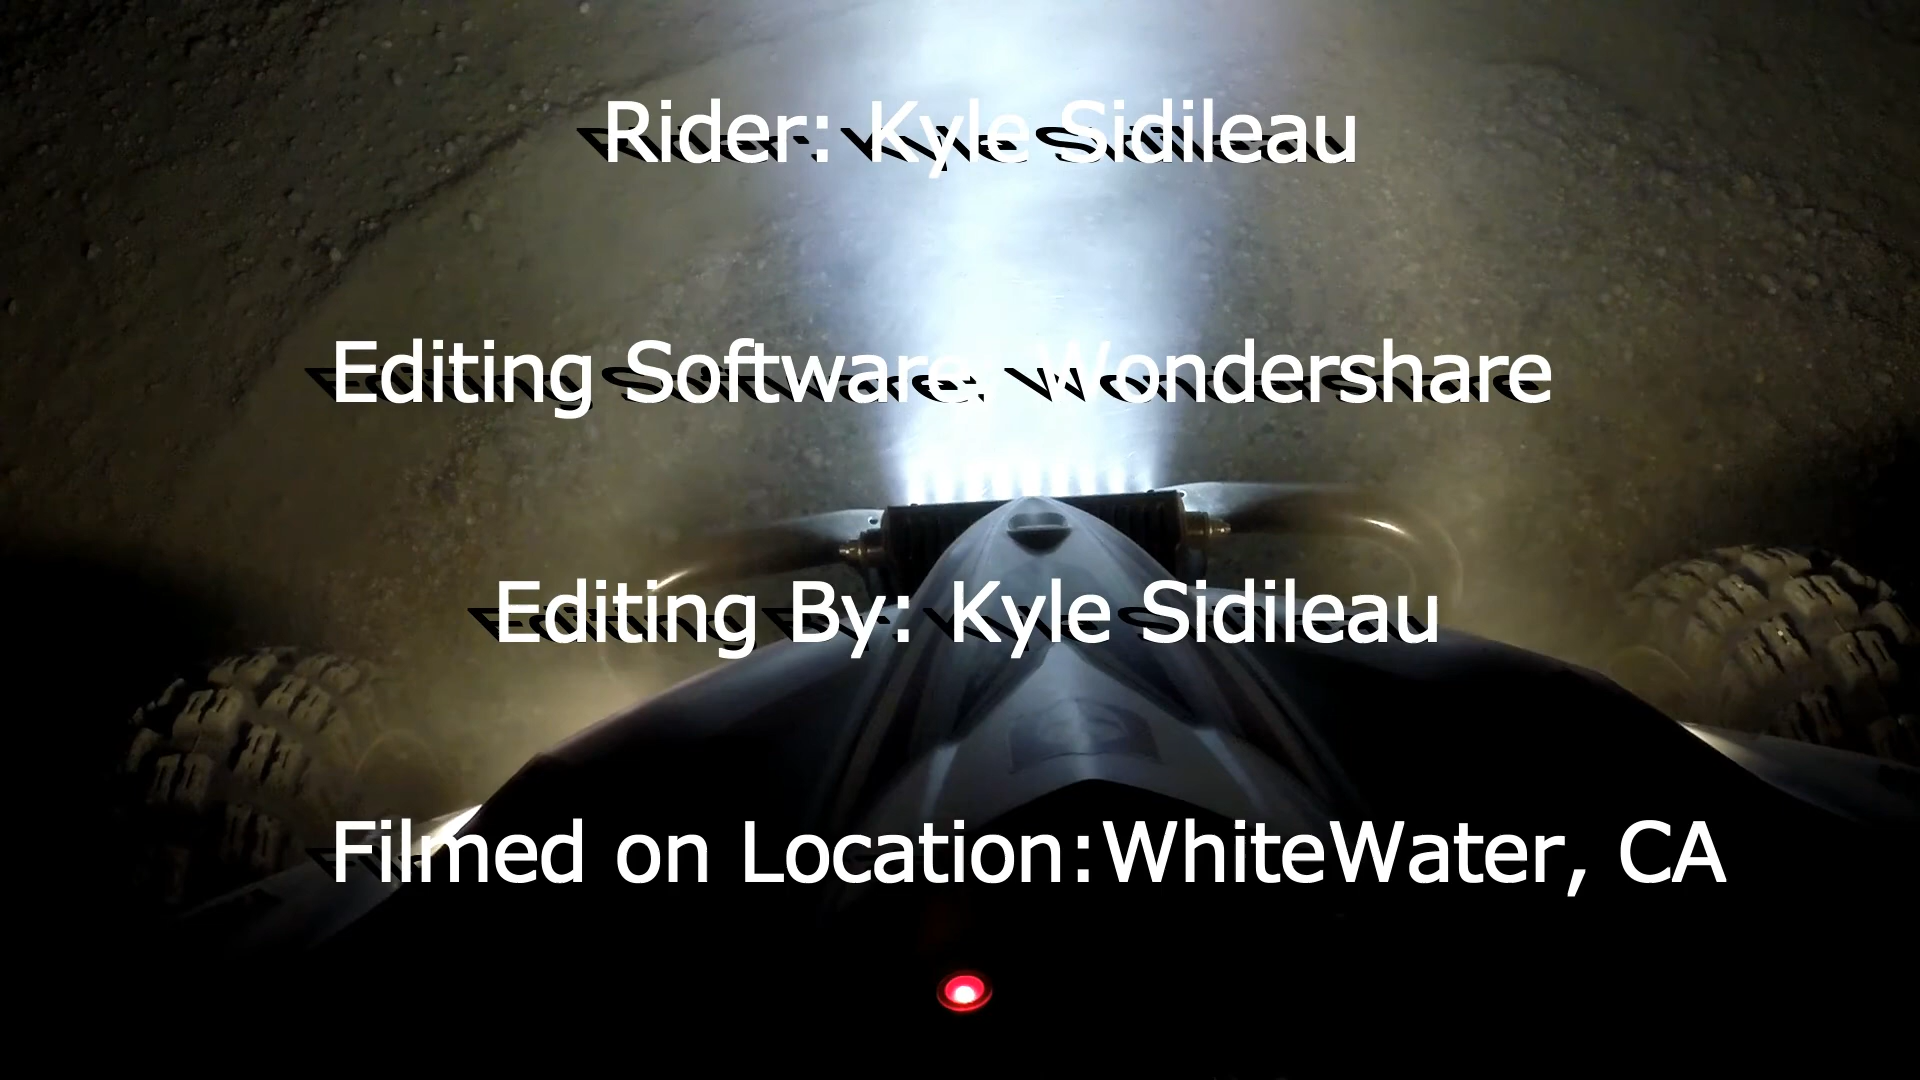 Rider: Kyle Sidileau
Editing Software: Wondershare
Editing By: Kyle Sidileau
Filmed on Location:WhiteWater, CA